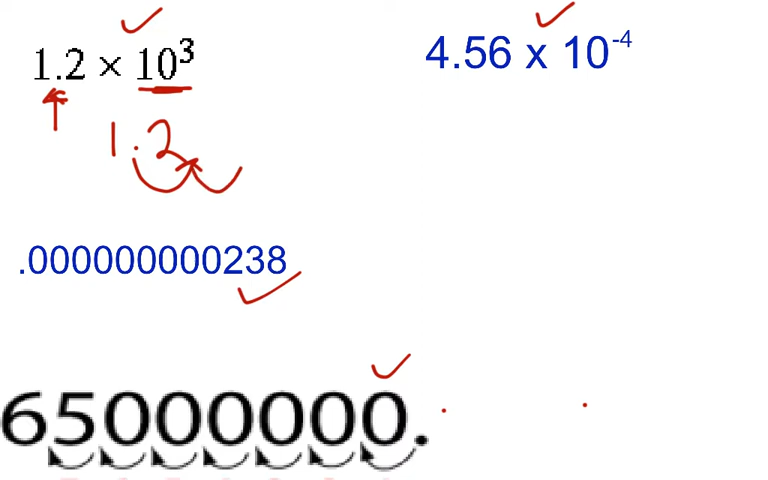 1.2 × 10³
4.56 x 10⁻⁴
1.2
.000000000238
65000000.